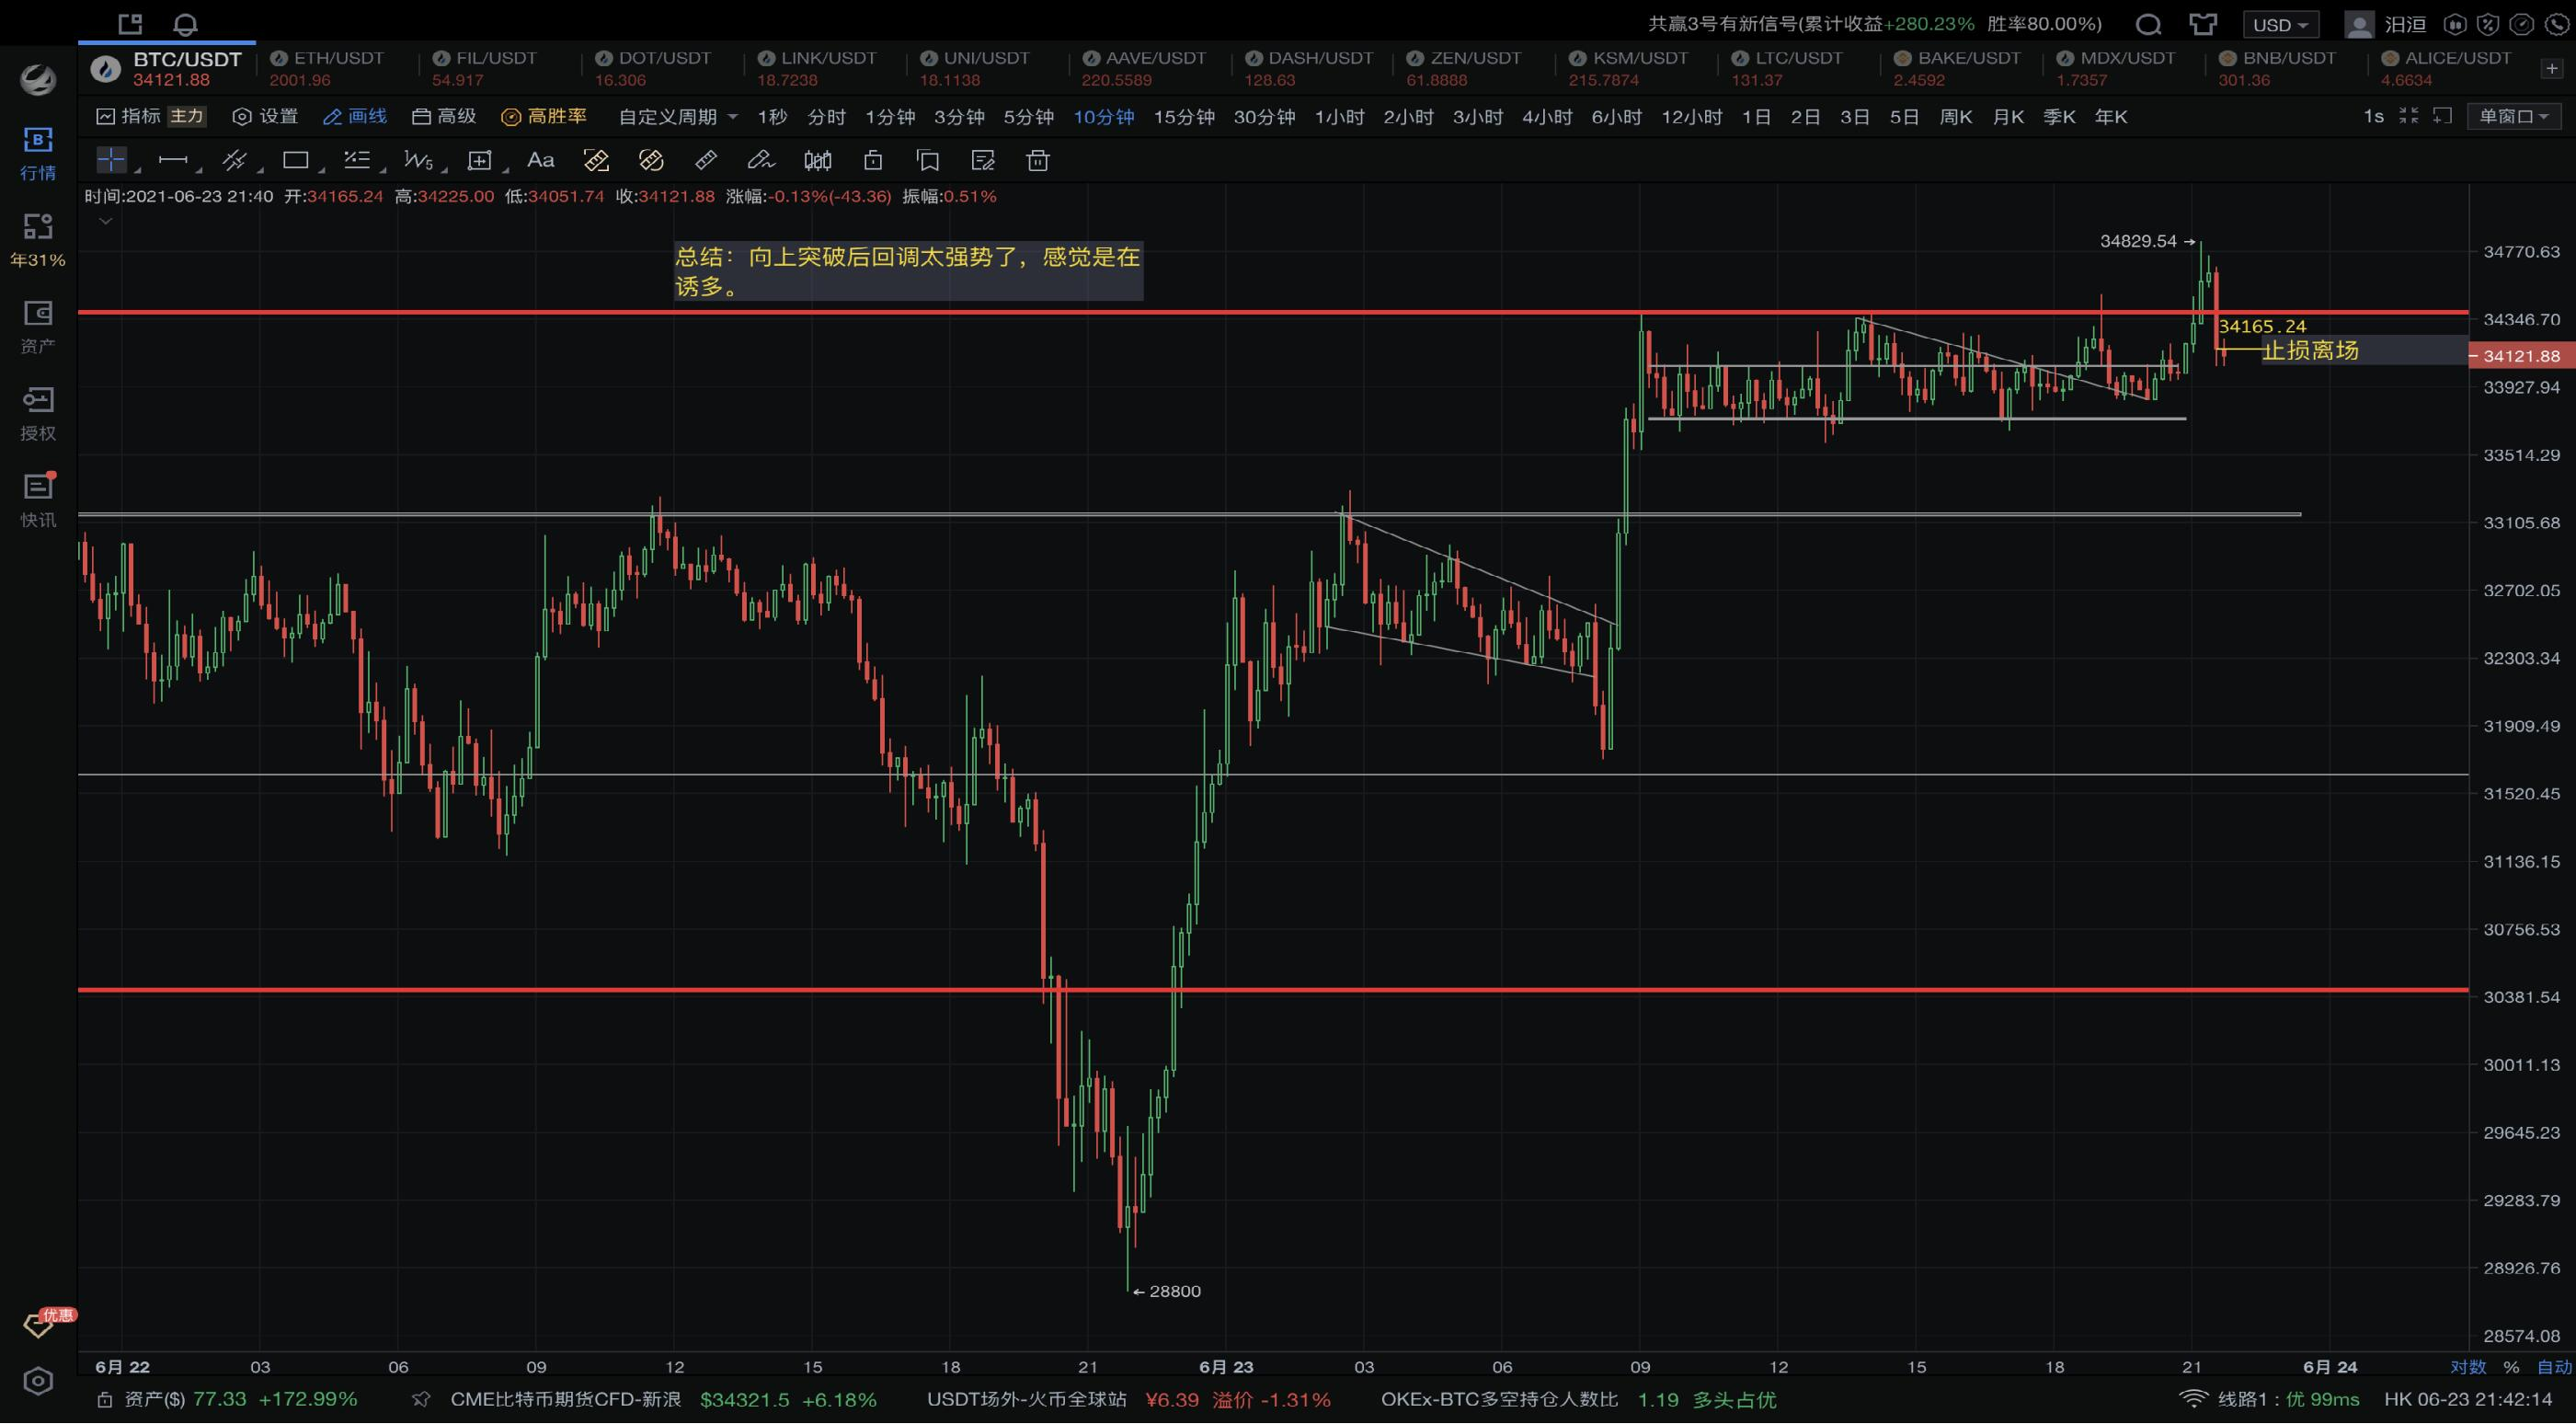 共赢3号有新信号(累计收益+280.23% 胜率80.00%) USD 汨洹
BTC/USDT ETH/USDT FIL/USDT DOT/USDT LINK/USDT UNI/USDT AAVE/USDT DASH/USDT ZEN/USDT KSM/USDT LTC/USDT BAKE/USDT MDX/USDT BNB/USDT ALICE/USDT
34121.88 2001.96 54.917 16.306 18.7238 18.1138 220.5589 128.63 61.8888 215.7874 131.37 2.4592 1.7357 301.36 4.6634
指标 主力 设置 画线 高级 高胜率 自定义周期 1秒 分时 1分钟 3分钟 5分钟 10分钟 15分钟 30分钟 1小时 2小时 3小时 4小时 6小时 12小时 1日 2日 3日 5日 周K 月K 季K 年K 1s 单窗口
Aa
时间:2021-06-23 21:40 开:34165.24 高:34225.00 低:34051.74 收:34121.88 涨幅:-0.13%(-43.36) 振幅:0.51%
行情
年31%
资产
授权
快讯
优惠
总结：向上突破后回调太强势了，感觉是在
诱多。
34829.54
34165.24
止损离场
28800
34770.63
34346.70
34121.88
33927.94
33514.29
33105.68
32702.05
32303.34
31909.49
31520.45
31136.15
30756.53
30381.54
30011.13
29645.23
29283.79
28926.76
28574.08
6月 22 03 06 09 12 15 18 21 6月 23 03 06 09 12 15 18 21 6月 24 对数 % 自动
资产($) 77.33 +172.99% CME比特币期货CFD-新浪 $34321.5 +6.18% USDT场外-火币全球站 ¥6.39 溢价 -1.31% OKEx-BTC多空持仓人数比 1.19 多头占优 线路1 : 优 99ms HK 06-23 21:42:14